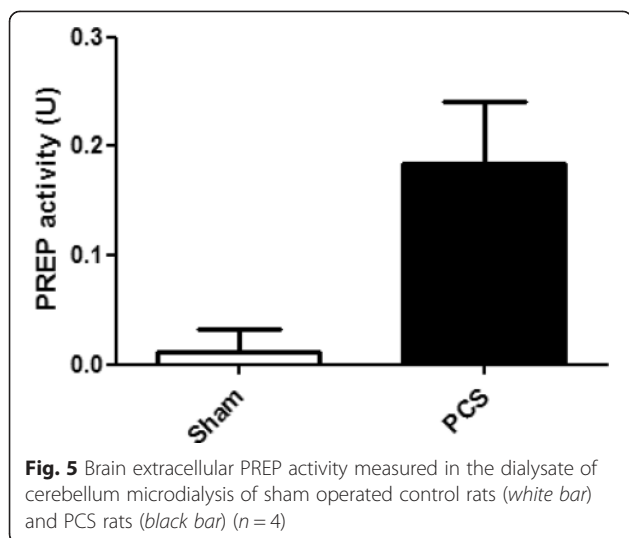 0.3
0.2
0.1
0.0
PREP activity (U)
Sham
PCS
Fig. 5 Brain extracellular PREP activity measured in the dialysate of
cerebellum microdialysis of sham operated control rats (white bar)
and PCS rats (black bar) (n = 4)